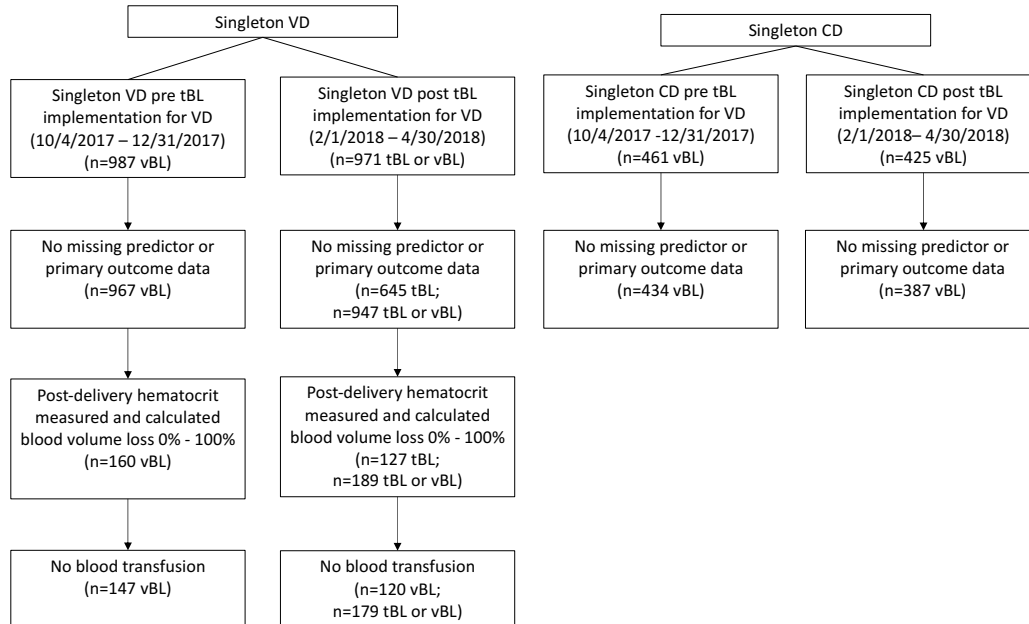 Singleton VD
Singleton VD pre tBL
implementation for VD
(10/4/2017 – 12/31/2017)
(n=987 vBL)
Singleton VD post tBL
implementation for VD
(2/1/2018 – 4/30/2018)
(n=971 tBL or vBL)
No missing predictor or
primary outcome data
(n=967 vBL)
No missing predictor or
primary outcome data
(n=645 tBL;
n=947 tBL or vBL)
Post-delivery hematocrit
measured and calculated
blood volume loss 0% - 100%
(n=160 vBL)
Post-delivery hematocrit
measured and calculated
blood volume loss 0% - 100%
(n=127 tBL;
n=189 tBL or vBL)
No blood transfusion
(n=147 vBL)
No blood transfusion
(n=120 vBL;
n=179 tBL or vBL)
Singleton CD
Singleton CD pre tBL
implementation for VD
(10/4/2017 -12/31/2017)
(n=461 vBL)
Singleton CD post tBL
implementation for VD
(2/1/2018– 4/30/2018)
(n=425 vBL)
No missing predictor or
primary outcome data
(n=434 vBL)
No missing predictor or
primary outcome data
(n=387 vBL)